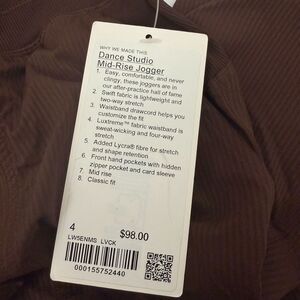 WHY WE MADE THIS
Dance Studio
Mid-Rise Jogger
1. Easy, comfortable, and never
clingy, these joggers are in
our after-practice hall of fame
2. Swift fabric is lightweight and
two-way stretch
3. Waistband drawcord helps you
customize the fit
4. Luxtreme™ fabric waistband is
sweat-wicking and four-way
stretch
5. Added Lycra® fibre for stretch
and shape retention
6. Front hand pockets with hidden
zipper pocket and card sleeve
7. Mid rise
8. Classic fit
4
$98.00
LW5ENMS LVCK
000155752440